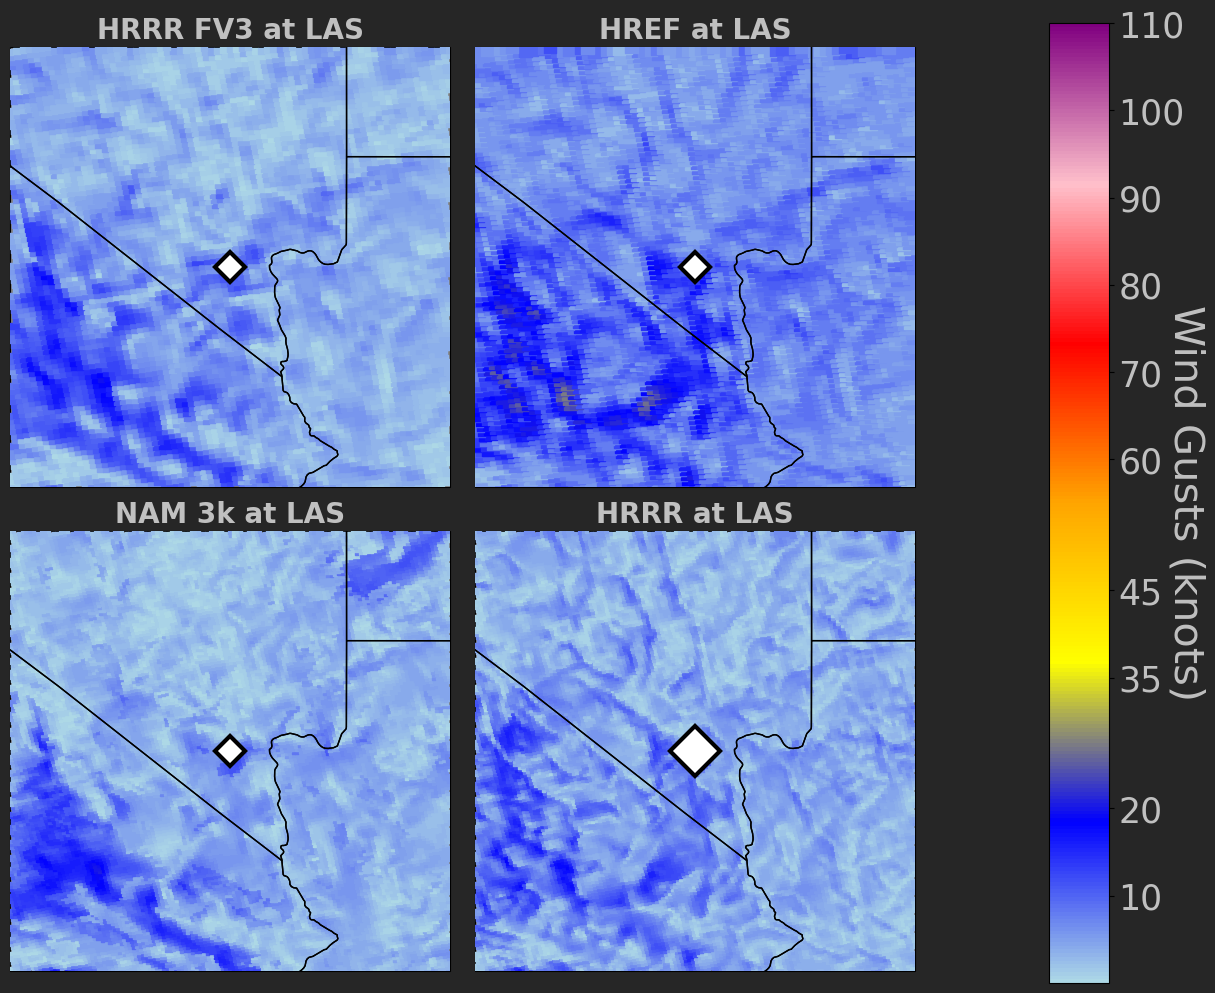 HRRR FV3 at LAS
HREF at LAS
NAM 3k at LAS
HRRR at LAS
110
100
90
80
70
60
45
35
20
10
Wind Gusts (knots)